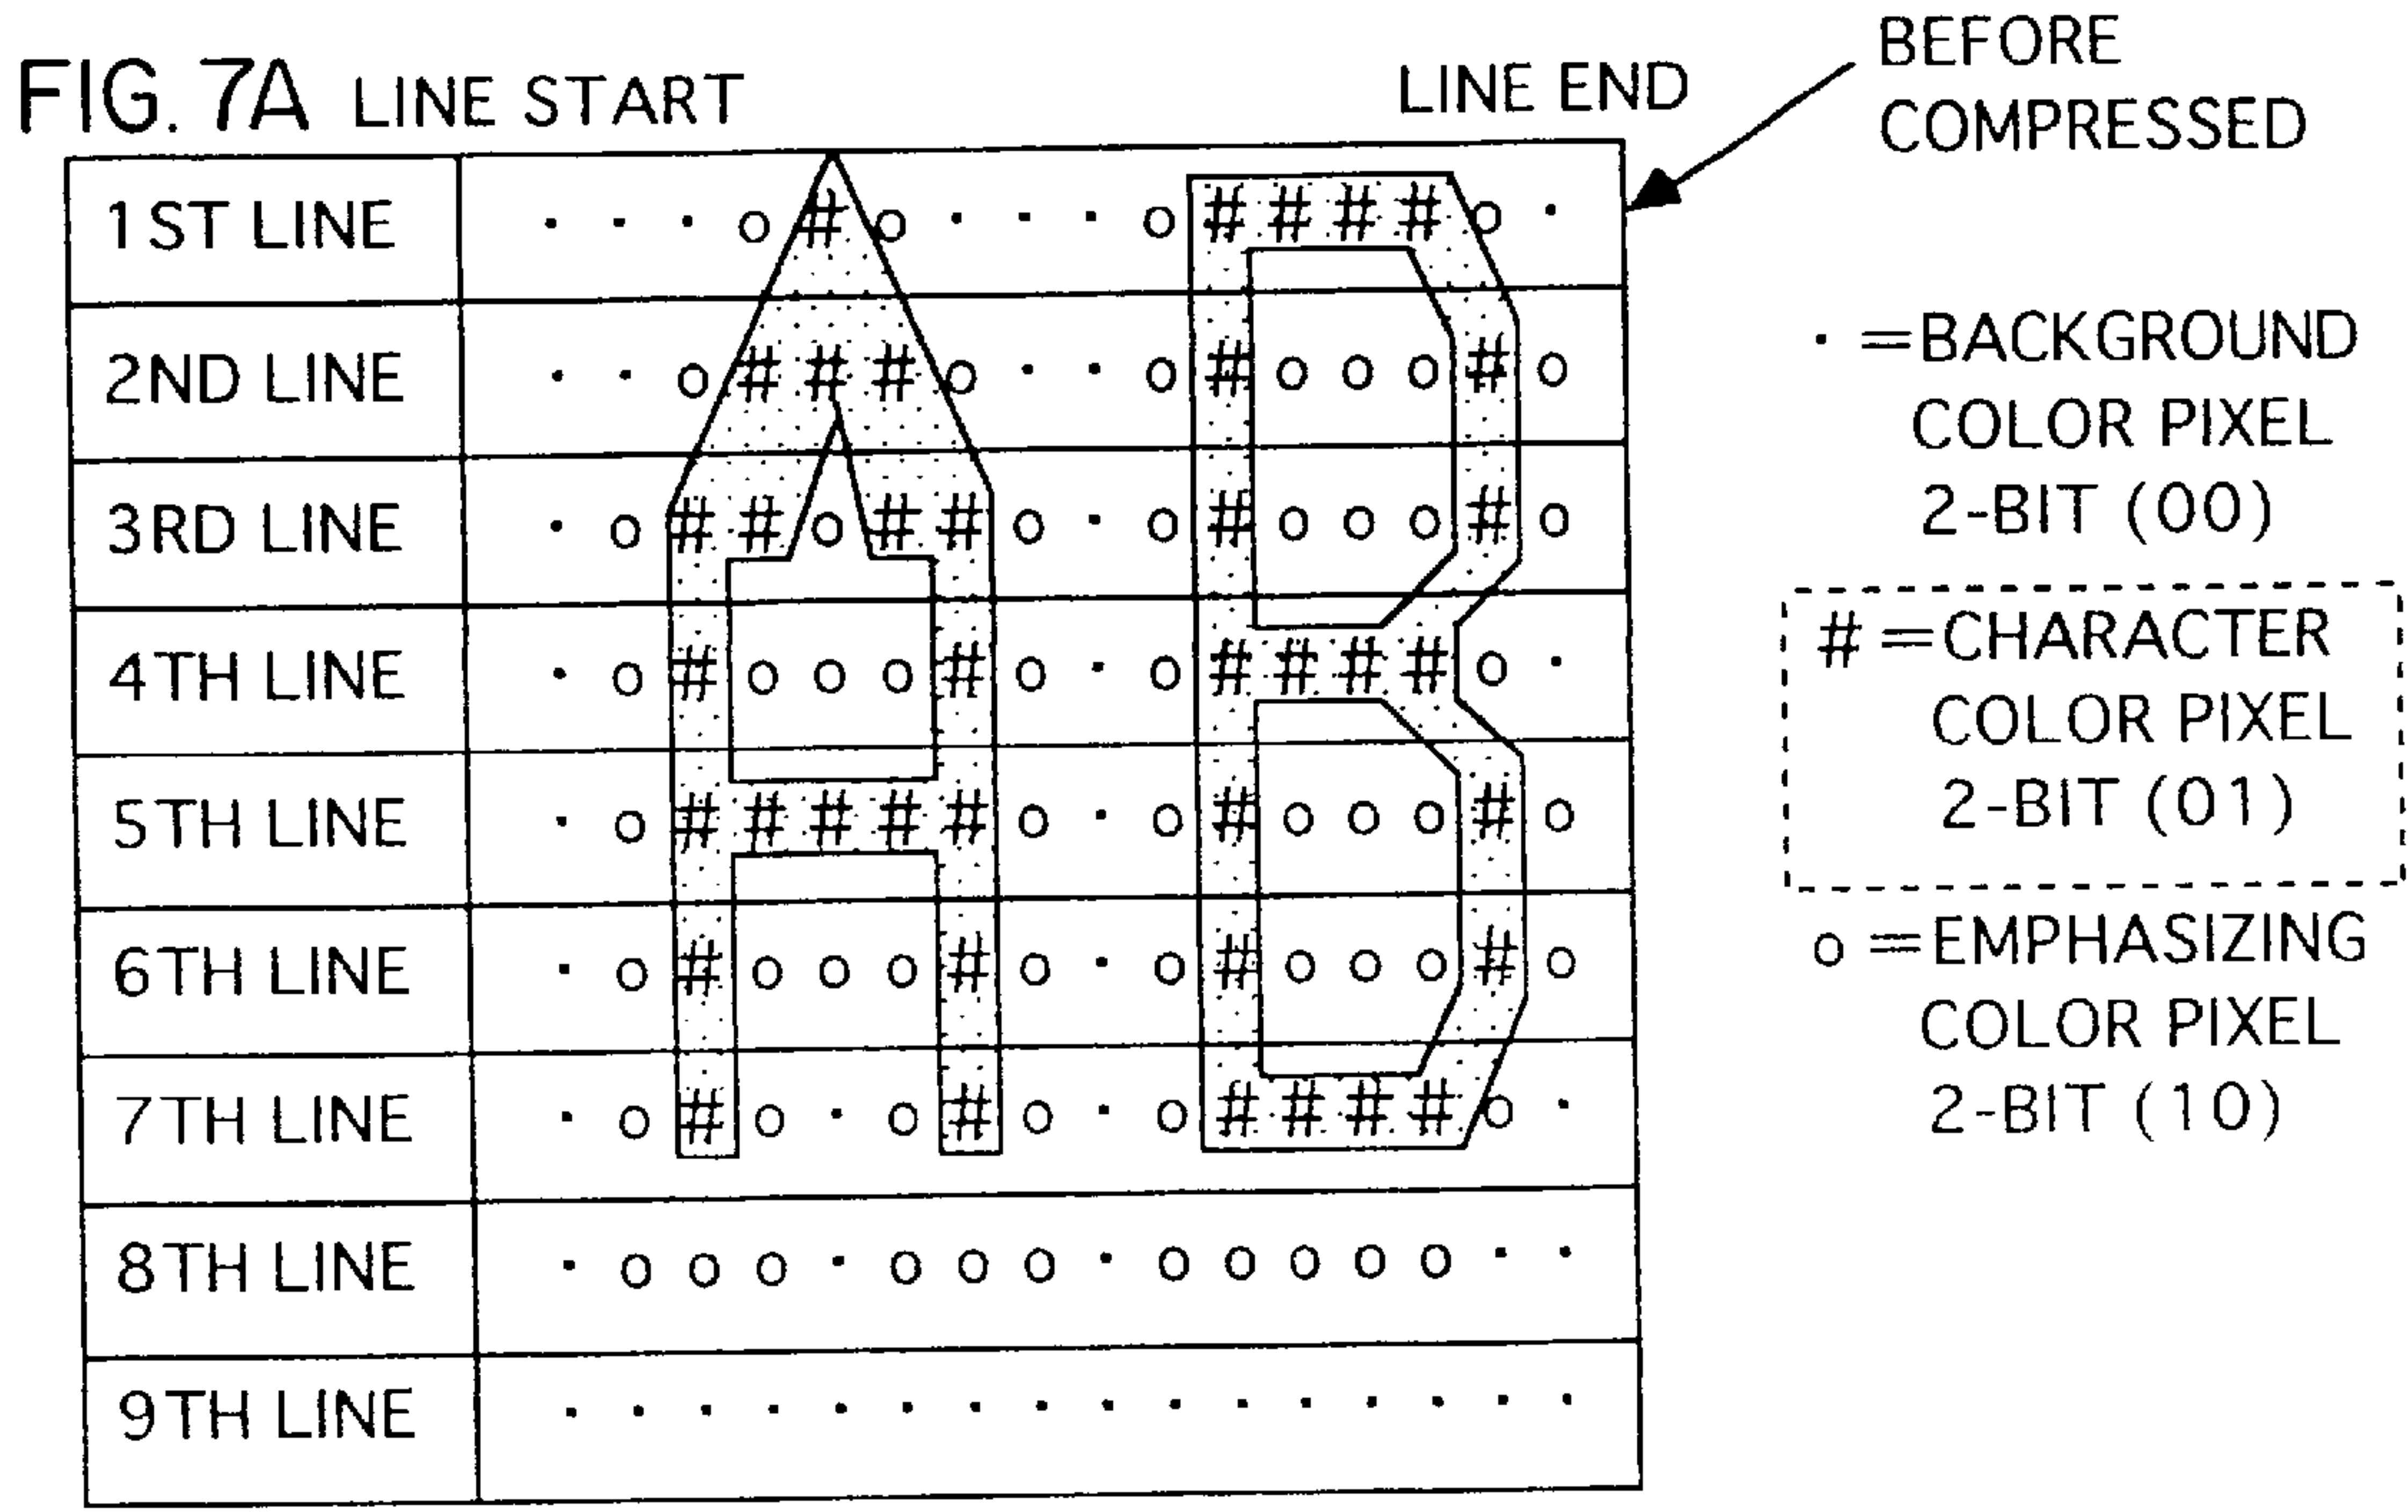 FIG. 7A LINE START LINE END BEFORE COMPRESSED
1ST LINE · · · o # o · · · o # # # # o ·
2ND LINE · · o # # # o · · o # o o o # o
3RD LINE · o # # o # # o · o # o o o # o
4TH LINE · o # o o o # o · o # # # # o ·
5TH LINE · o # # # # # o · o # o o o # o
6TH LINE · o # o o o # o · o # o o o # o
7TH LINE · o # o · o # o · o # # # # o ·
8TH LINE · o o o · o o o · o o o o o · ·
9TH LINE · · · · · · · · · · · · · · · ·
· =BACKGROUND
COLOR PIXEL
2-BIT (00)
# =CHARACTER
COLOR PIXEL
2-BIT (01)
o =EMPHASIZING
COLOR PIXEL
2-BIT (10)